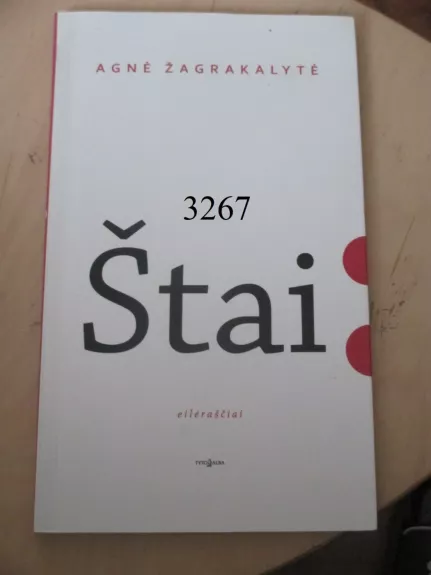 AGNĖ ŽAGRAKALYTĖ
3267
Štai:
eilėraščiai